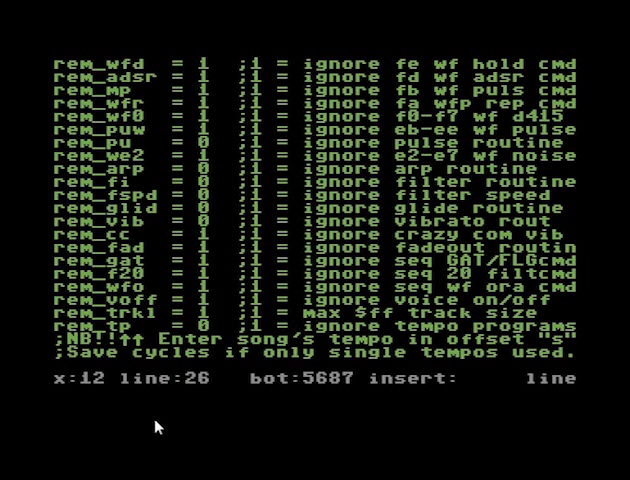 rem_wfd  = 1  ;1 = ignore fe wf hold cmd
rem_adsr = 1  ;1 = ignore fd wf adsr cmd
rem_mp   = 1  ;1 = ignore fb wf puls cmd
rem_wfr  = 1  ;1 = ignore fa wfp rep cmd
rem_wf0  = 1  ;1 = ignore f0-f7 wf d415
rem_puw  = 1  ;1 = ignore eb-ee wf pulse
rem_pu   = 0  ;1 = ignore pulse routine
rem_we2  = 1  ;1 = ignore e2-e7 wf noise
rem_arp  = 0  ;1 = ignore arp routine
rem_fi   = 0  ;1 = ignore filter routine
rem_fspd = 0  ;1 = ignore filter speed
rem_glid = 0  ;1 = ignore glide routine
rem_vib  = 0  ;1 = ignore vibrato rout
rem_cc   = 1  ;1 = ignore crazy com vib
rem_fad  = 1  ;1 = ignore fadeout routin
rem_gat  = 1  ;1 = ignore seq GAT/FLGcmd
rem_f20  = 1  ;1 = ignore seq 20 filtcmd
rem_wfo  = 1  ;1 = ignore seq wf ora cmd
rem_voff = 1  ;1 = ignore voice on/off
rem_trkl = 1  ;1 = max $ff track size
rem_tp   = 0  ;1 = ignore tempo programs
;NB!!↑↑ Enter song's tempo in offset "s"
;Save cycles if only single tempos used.
x:12 line:26   bot:5687 insert:     line